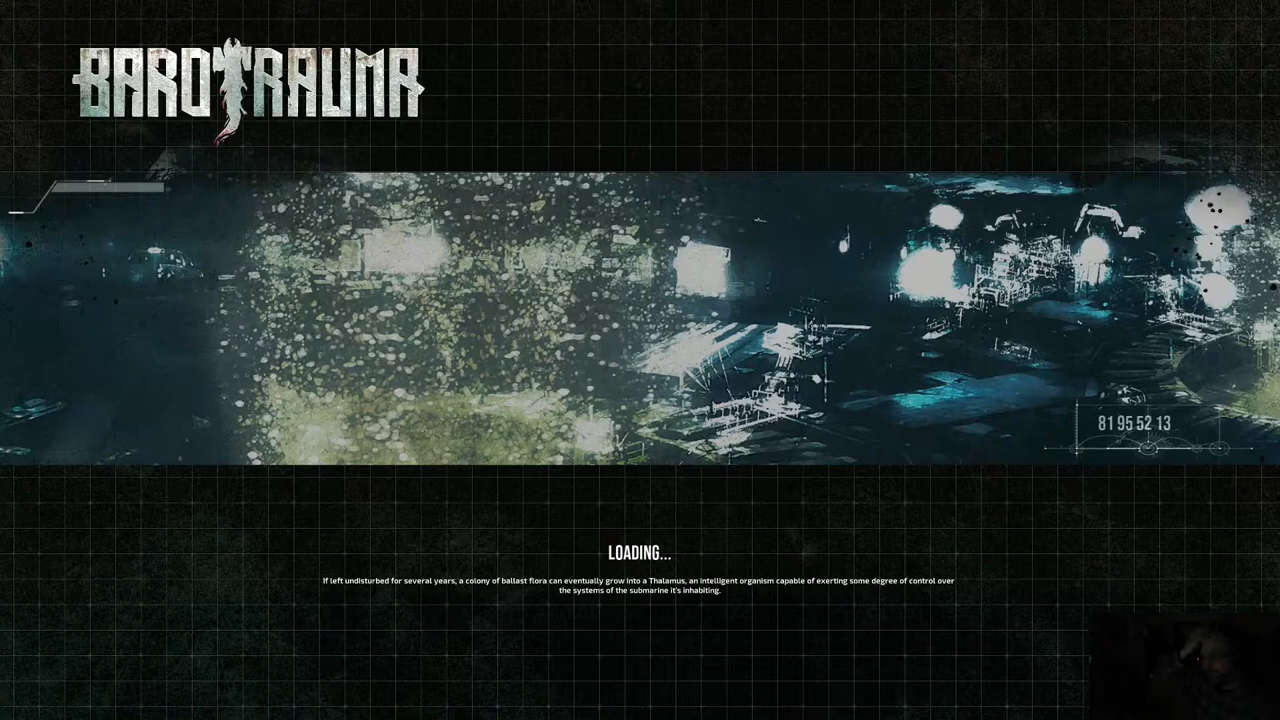 BAROTRAUMA
81 95 52 13
LOADING...
If left undisturbed for several years, a colony of ballast flora can eventually grow into a Thalamus, an intelligent organism capable of exerting some degree of control over
the systems of the submarine it's inhabiting.